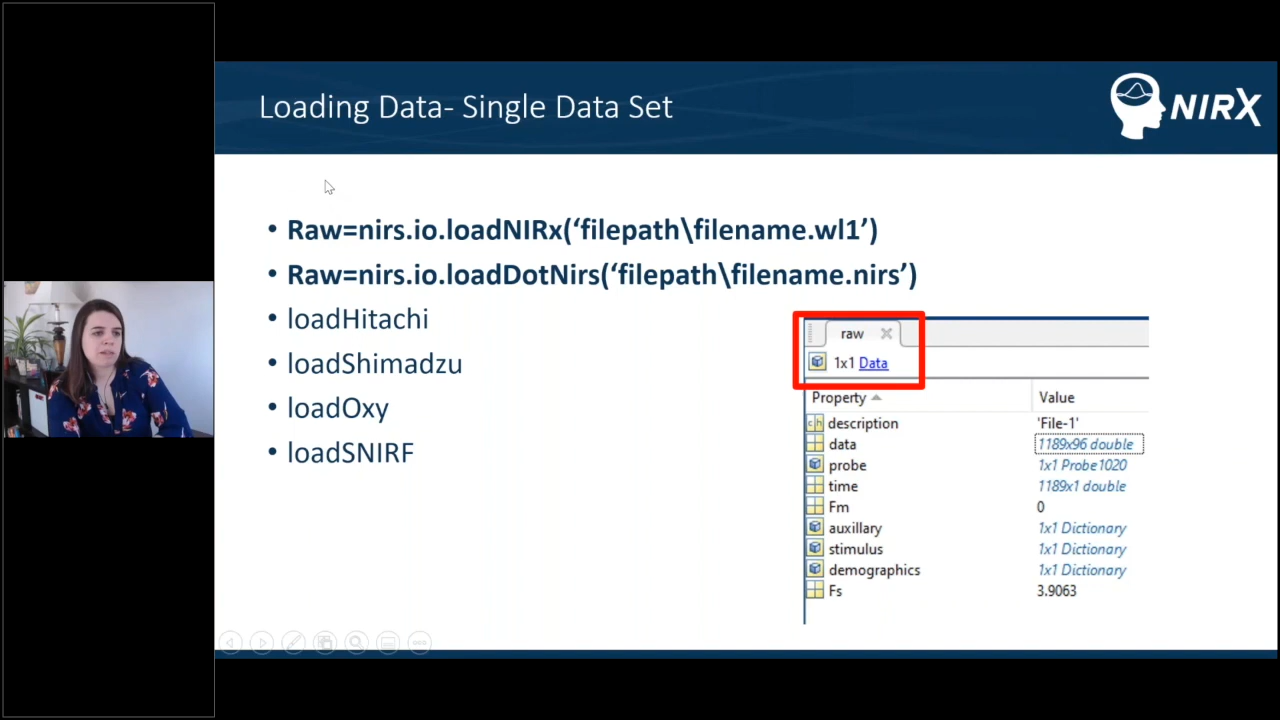 Loading Data- Single Data Set
NIRX
• Raw=nirs.io.loadNIRx(‘filepath\filename.wl1’)
• Raw=nirs.io.loadDotNirs(‘filepath\filename.nirs’)
• loadHitachi
• loadShimadzu
• loadOxy
• loadSNIRF
raw
1x1 Data
Property Value
description 'File-1'
data 1189x96 double
probe 1x1 Probe1020
time 1189x1 double
Fm 0
auxillary 1x1 Dictionary
stimulus 1x1 Dictionary
demographics 1x1 Dictionary
Fs 3.9063